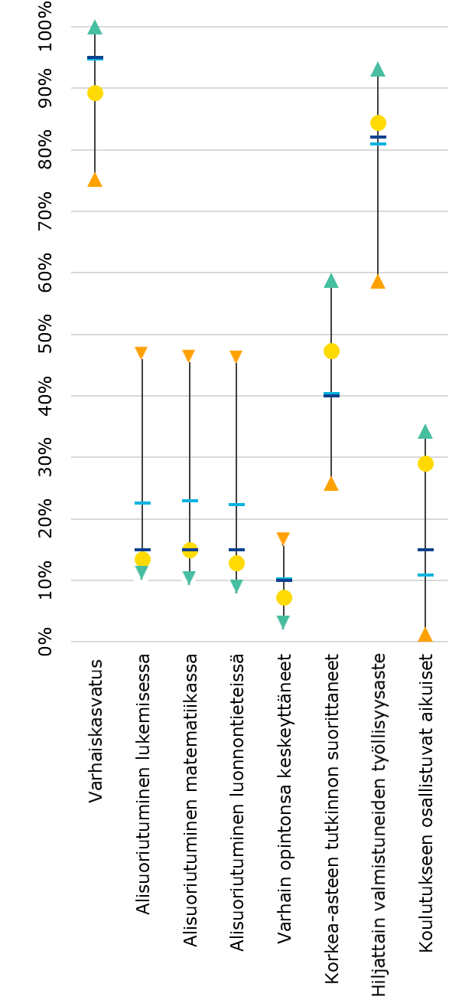 100%
90%
80%
70%
60%
50%
40%
30%
20%
10%
0%
Varhaiskasvatus
Alisuoriutuminen lukemisessa
Alisuoriutuminen matematiikassa
Alisuoriutuminen luonnontieteissä
Varhain opintonsa keskeyttäneet
Korkea-asteen tutkinnon suorittaneet
Hiljattain valmistuneiden työllisyysaste
Koulutukseen osallistuvat aikuiset